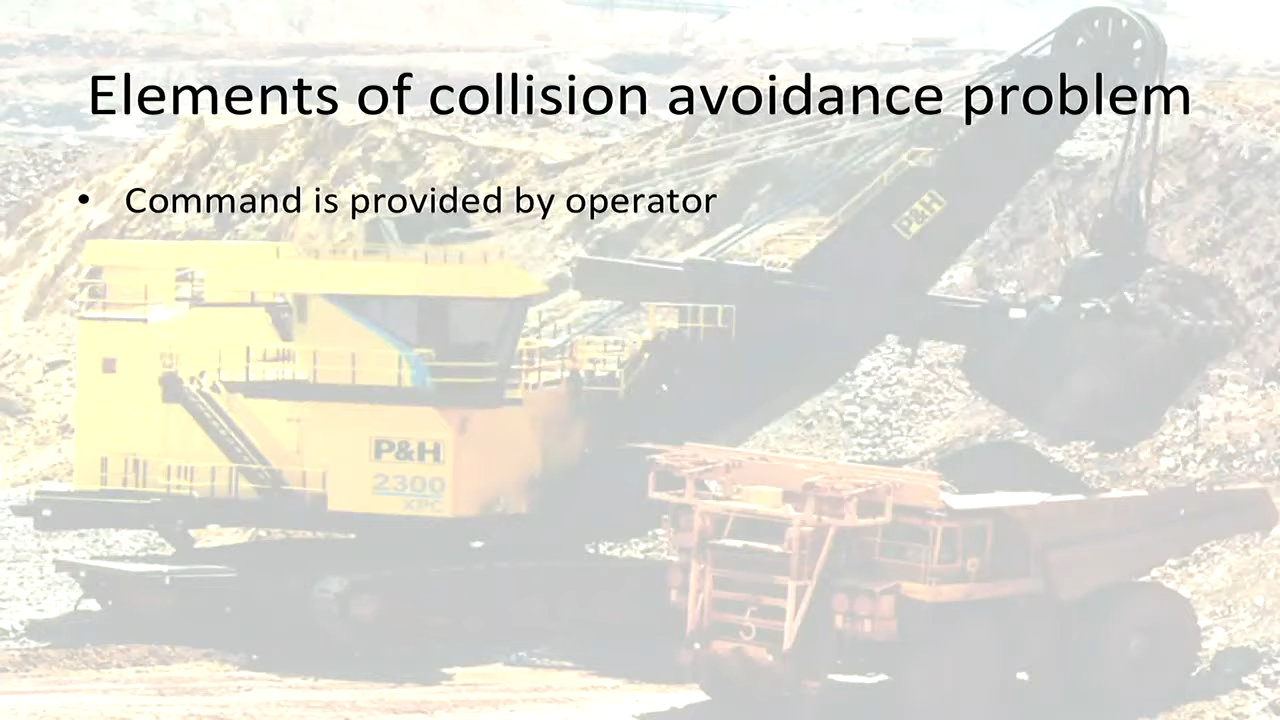 Elements of collision avoidance problem
• Command is provided by operator
P&H
P&H
2300
XPC
5